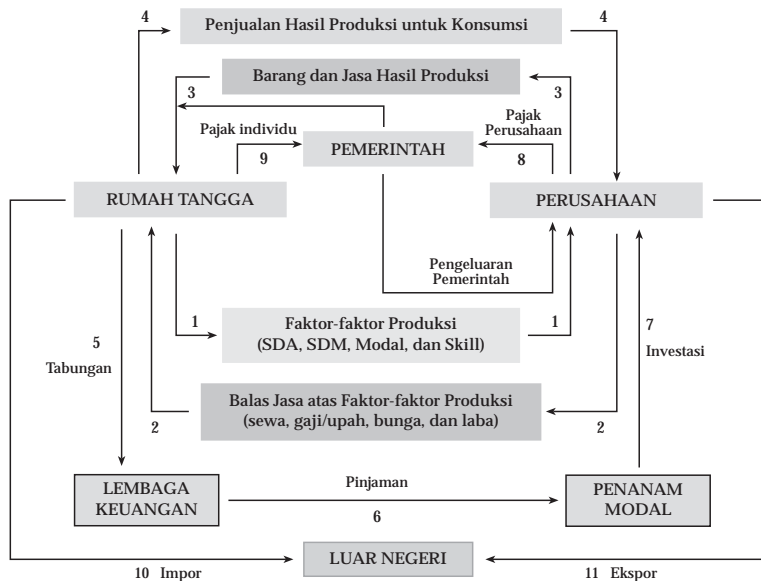 4
Penjualan Hasil Produksi untuk Konsumsi
4
Barang dan Jasa Hasil Produksi
3
3
Pajak individu
Pajak
Perusahaan
PEMERINTAH
9
8
RUMAH TANGGA
PERUSAHAAN
Pengeluaran
Pemerintah
1
Faktor-faktor Produksi
(SDA, SDM, Modal, dan Skill)
1
5
Tabungan
7
Investasi
Balas Jasa atas Faktor-faktor Produksi
(sewa, gaji/upah, bunga, dan laba)
2
2
LEMBAGA
KEUANGAN
Pinjaman
6
PENANAM
MODAL
LUAR NEGERI
10 Impor
11 Ekspor